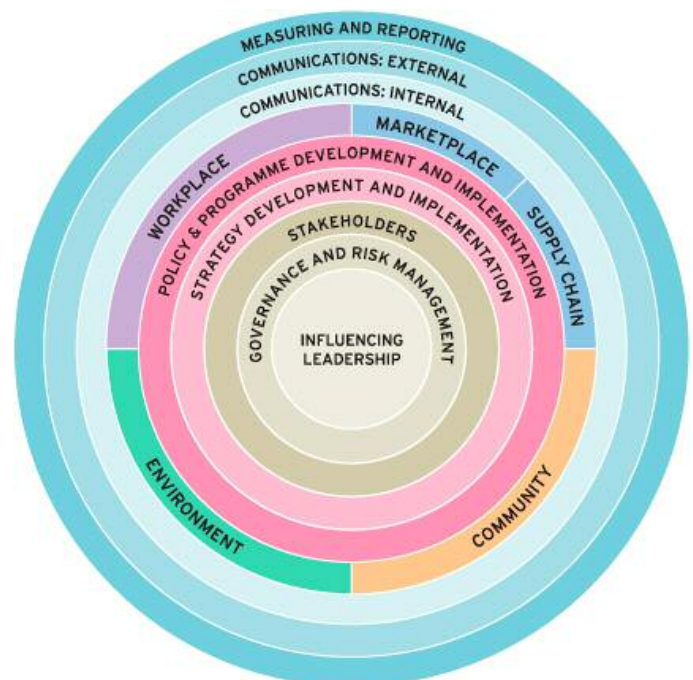 MEASURING AND REPORTING
COMMUNICATIONS: EXTERNAL
COMMUNICATIONS: INTERNAL
MARKETPLACE
WORKPLACE
SUPPLY CHAIN
POLICY & PROGRAMME DEVELOPMENT AND IMPLEMENTATION
STRATEGY DEVELOPMENT AND IMPLEMENTATION
STAKEHOLDERS
GOVERNANCE AND RISK MANAGEMENT
INFLUENCING
LEADERSHIP
ENVIRONMENT
COMMUNITY